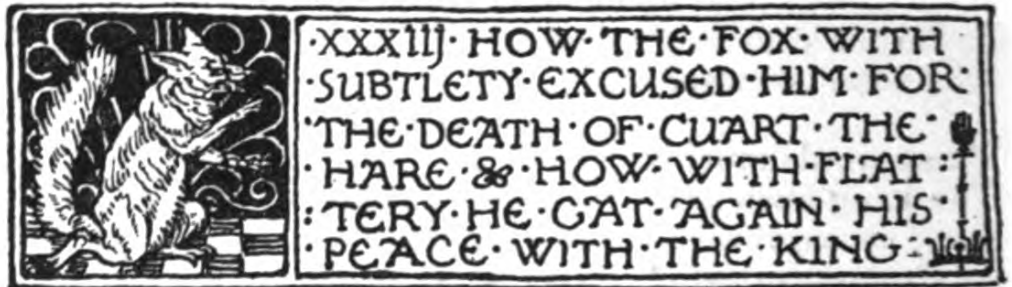 ·XXXIIJ· HOW· THE· FOX· WITH
·SUBTLETY· EXCUSED· HIM· FOR·
·THE· DEATH· OF· CUART· THE·
·HARE· &· HOW· WITH· FLAT:
:TERY· HE· GAT· AGAIN· HIS·
·PEACE· WITH· THE· KING: